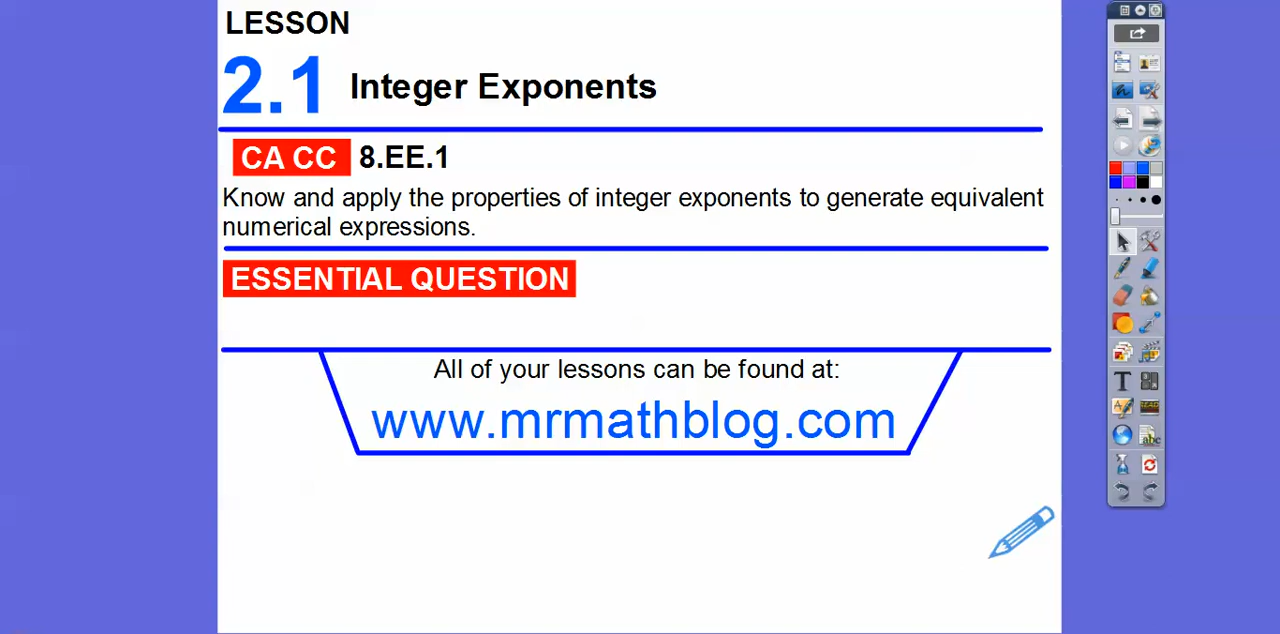 LESSON
2.1 Integer Exponents
CA CC 8.EE.1
Know and apply the properties of integer exponents to generate equivalent
numerical expressions.
ESSENTIAL QUESTION
All of your lessons can be found at:
www.mrmathblog.com